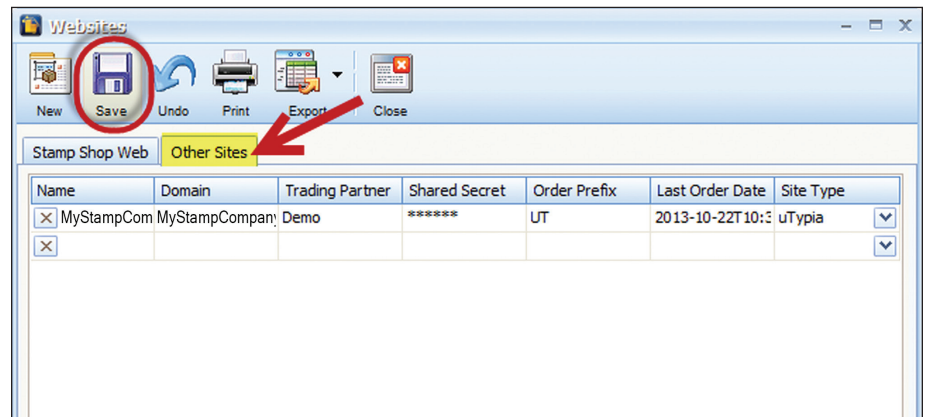 Websites
New Save Undo Print Export Close
Stamp Shop Web Other Sites
Name Domain Trading Partner Shared Secret Order Prefix Last Order Date Site Type
MyStampCom MyStampCompany Demo ****** UT 2013-10-22T10:3 uTypia